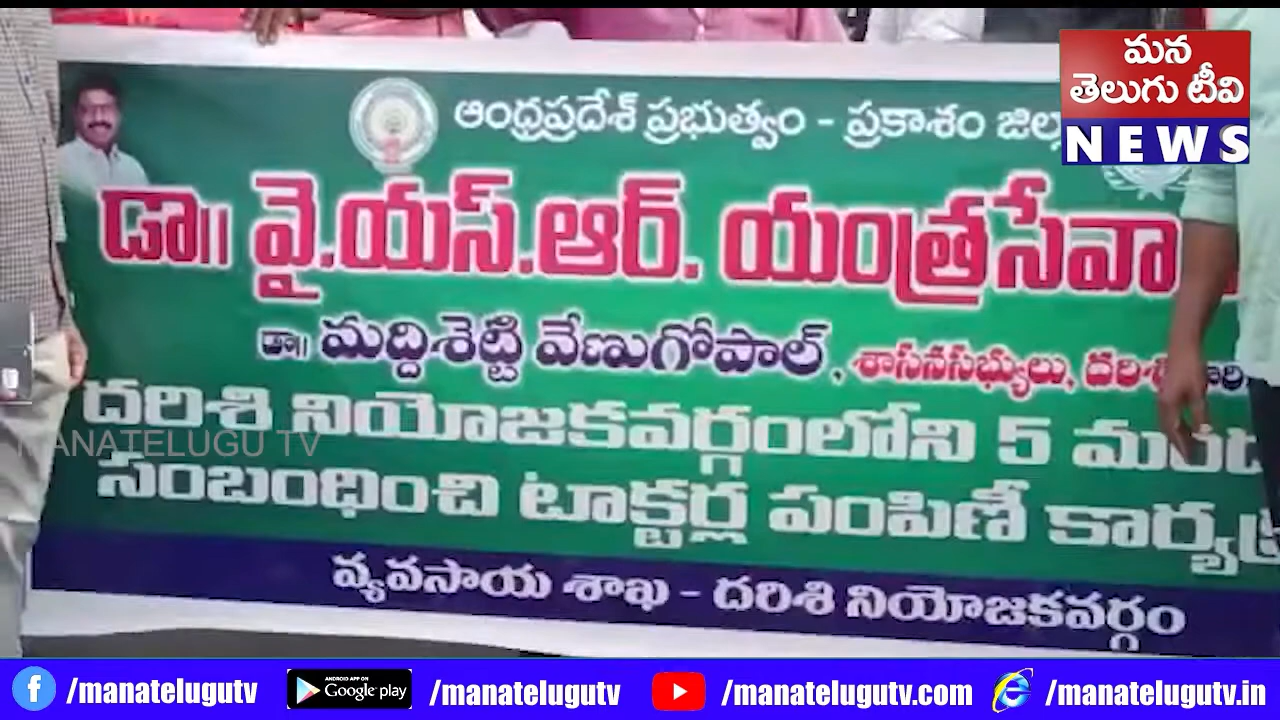 మన
తెలుగు టీవి
NEWS
ఆంధ్రప్రదేశ్ ప్రభుత్వం - ప్రకాశం
డా॥ వై.యస్.ఆర్. యంత్రసేవా
డా॥ మద్దిశెట్టి వేణుగోపాల్, శాసనసభ్యులు,
దరిశి నియోజకవర్గంలోని 5
సంబంధించి టాక్టర్ల పంపిణీ
వ్యవసాయ శాఖ - దరిశి నియోజకవర్గం
MANATELUGU TV
/manatelugutv
ANDROID APP ON
Google play
/manatelugutv
/manatelugutv.com
/manatelugutv.in